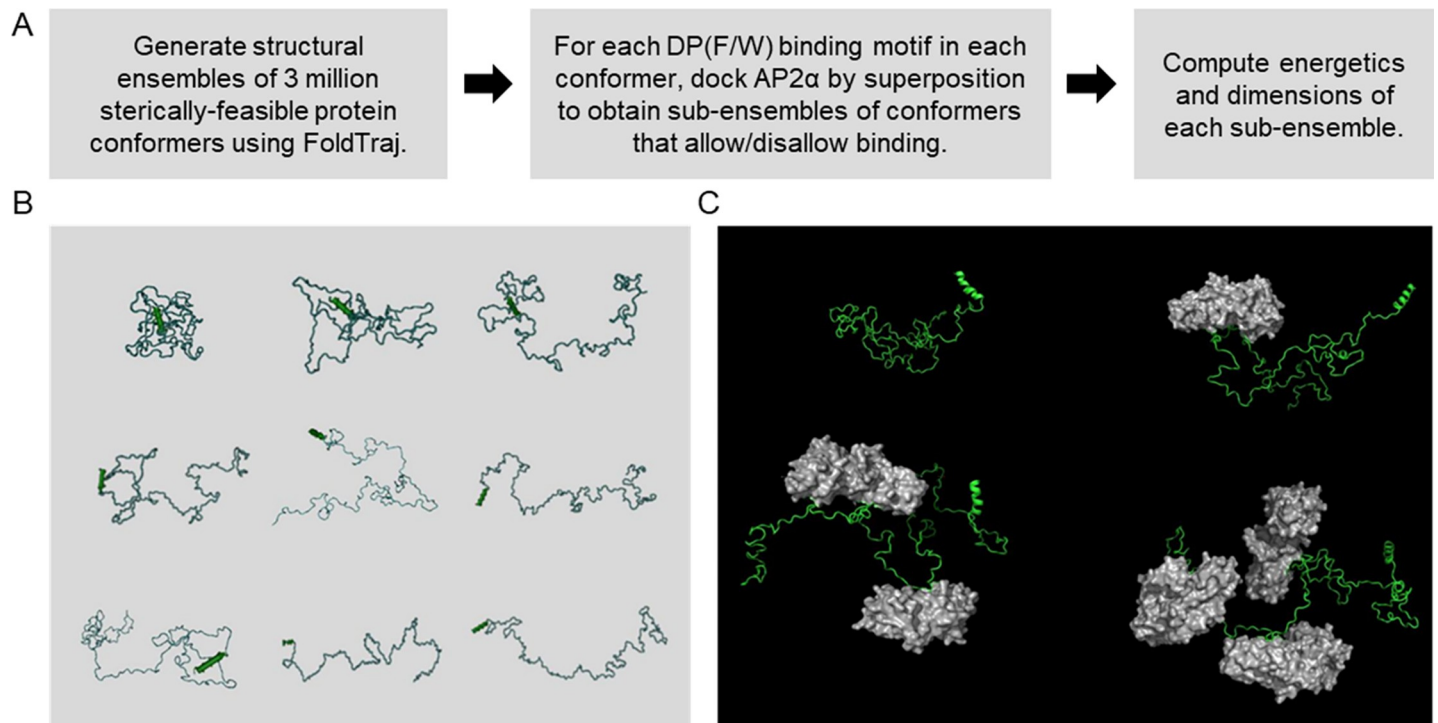 A
Generate structural
ensembles of 3 million
sterically-feasible protein
conformers using FoldTraj.
For each DP(F/W) binding motif in each
conformer, dock AP2α by superposition
to obtain sub-ensembles of conformers
that allow/disallow binding.
Compute energetics
and dimensions of
each sub-ensemble.
B
C